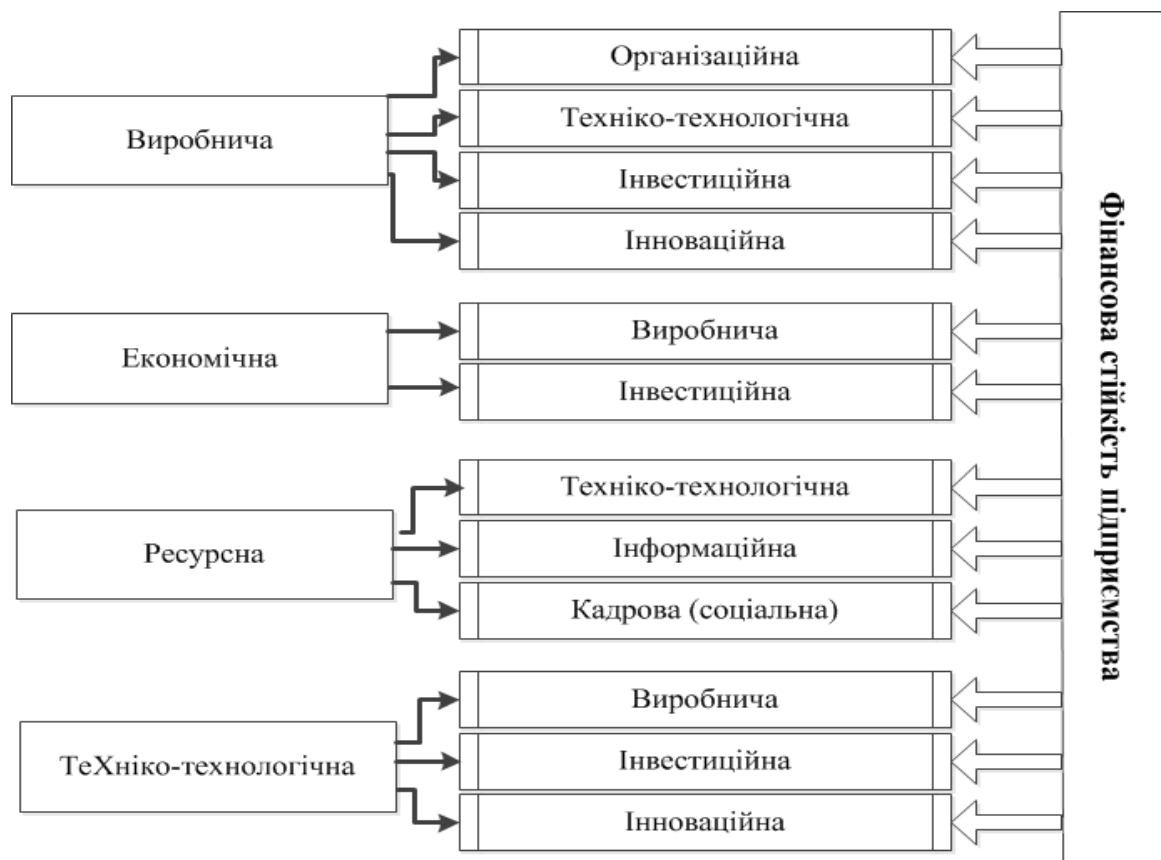 Виробнича
Організаційна
Техніко-технологічна
Інвестиційна
Інноваційна
Економічна
Виробнича
Інвестиційна
Ресурсна
Техніко-технологічна
Інформаційна
Кадрова (соціальна)
ТеХніко-технологічна
Виробнича
Інвестиційна
Інноваційна
Фінансова стійкість підприємства